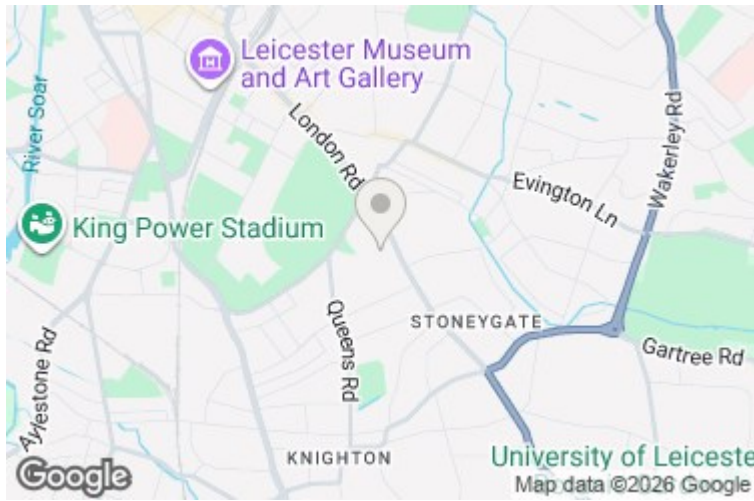 Leicester Museum
and Art Gallery
River Soar
London Rd
Wakerley Rd
Evington Ln
King Power Stadium
Queens Rd
STONEYGATE
Gartree Rd
Aylestone Rd
KNIGHTON
University of Leiceste
Google
Map data ©2026 Google